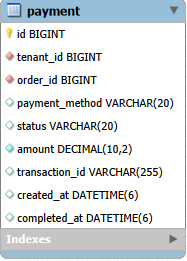 payment
id BIGINT
tenant_id BIGINT
order_id BIGINT
payment_method VARCHAR(20)
status VARCHAR(20)
amount DECIMAL(10,2)
transaction_id VARCHAR(255)
created_at DATETIME(6)
completed_at DATETIME(6)
Indexes